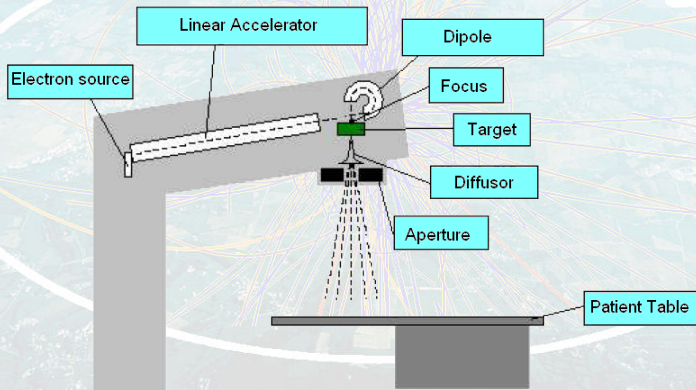 Linear Accelerator
Dipole
Electron source
Focus
Target
Diffusor
Aperture
Patient Table